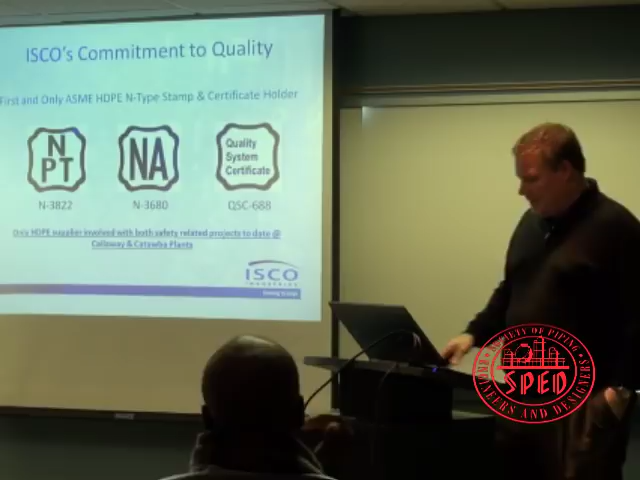 ISCO's Commitment to Quality
First and Only ASME HDPE N-Type Stamp & Certificate Holder
N
PT
NA
Quality
System
Certificate
N-3822
N-3680
QSC-688
Only HDPE supplier involved with both safety related projects to date @
Callaway & Catawba Plants
ISCO
INDUSTRIES
SOCIETY OF PIPING
ENGINEERS AND DESIGNERS
SPED